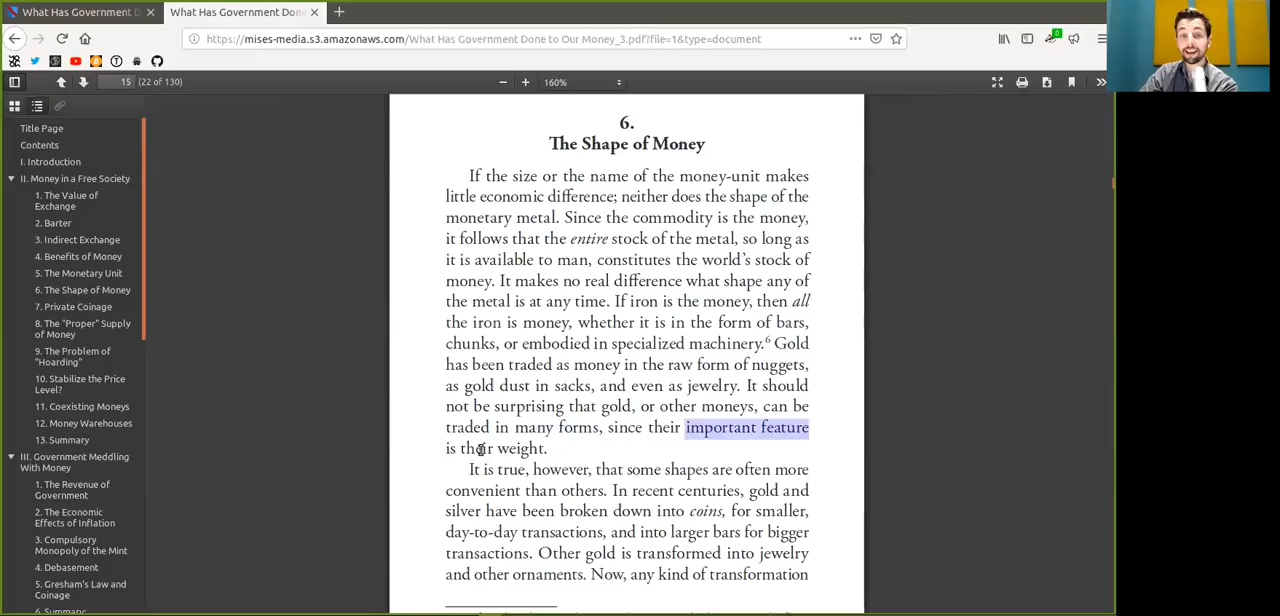 What Has Government D
What Has Government Done
https://mises-media.s3.amazonaws.com/What Has Government Done to Our Money_3.pdf?file=1&type=document
0
15 (22 of 130)
160%
Title Page
Contents
I. Introduction
II. Money in a Free Society
1. The Value of
Exchange
2. Barter
3. Indirect Exchange
4. Benefits of Money
5. The Monetary Unit
6. The Shape of Money
7. Private Coinage
8. The "Proper" Supply
of Money
9. The Problem of
“Hoarding”
10. Stabilize the Price
Level?
11. Coexisting Moneys
12. Money Warehouses
13. Summary
III. Government Meddling
With Money
1. The Revenue of
Government
2. The Economic
Effects of Inflation
3. Compulsory
Monopoly of the Mint
4. Debasement
5. Gresham's Law and
Coinage
6. Summary
6.
The Shape of Money
If the size or the name of the money-unit makes
little economic difference; neither does the shape of the
monetary metal. Since the commodity is the money,
it follows that the entire stock of the metal, so long as
it is available to man, constitutes the world’s stock of
money. It makes no real difference what shape any of
the metal is at any time. If iron is the money, then all
the iron is money, whether it is in the form of bars,
chunks, or embodied in specialized machinery.6 Gold
has been traded as money in the raw form of nuggets,
as gold dust in sacks, and even as jewelry. It should
not be surprising that gold, or other moneys, can be
traded in many forms, since their important feature
is their weight.
It is true, however, that some shapes are often more
convenient than others. In recent centuries, gold and
silver have been broken down into coins, for smaller,
day-to-day transactions, and into larger bars for bigger
transactions. Other gold is transformed into jewelry
and other ornaments. Now, any kind of transformation